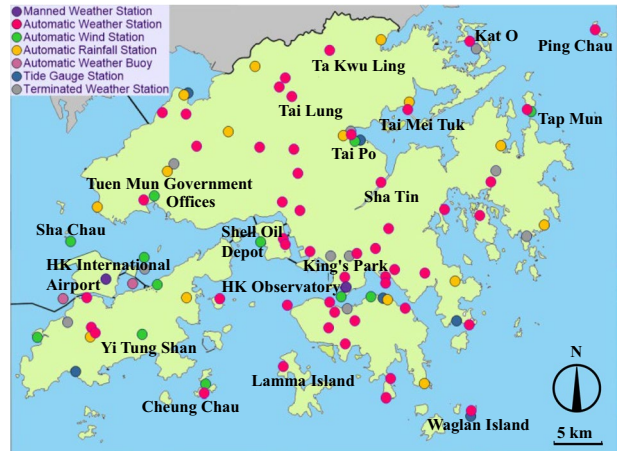 Manned Weather Station
Automatic Weather Station
Automatic Wind Station
Automatic Rainfall Station
Automatic Weather Buoy
Tide Gauge Station
Terminated Weather Station
Kat O
Ping Chau
Ta Kwu Ling
Tai Lung
Tai Mei Tuk
Tap Mun
Tai Po
Tuen Mun Government
Offices
Sha Tin
Sha Chau
Shell Oil
Depot
HK International
Airport
King's Park
HK Observatory
Yi Tung Shan
Lamma Island
Cheung Chau
Waglan Island
N
5 km